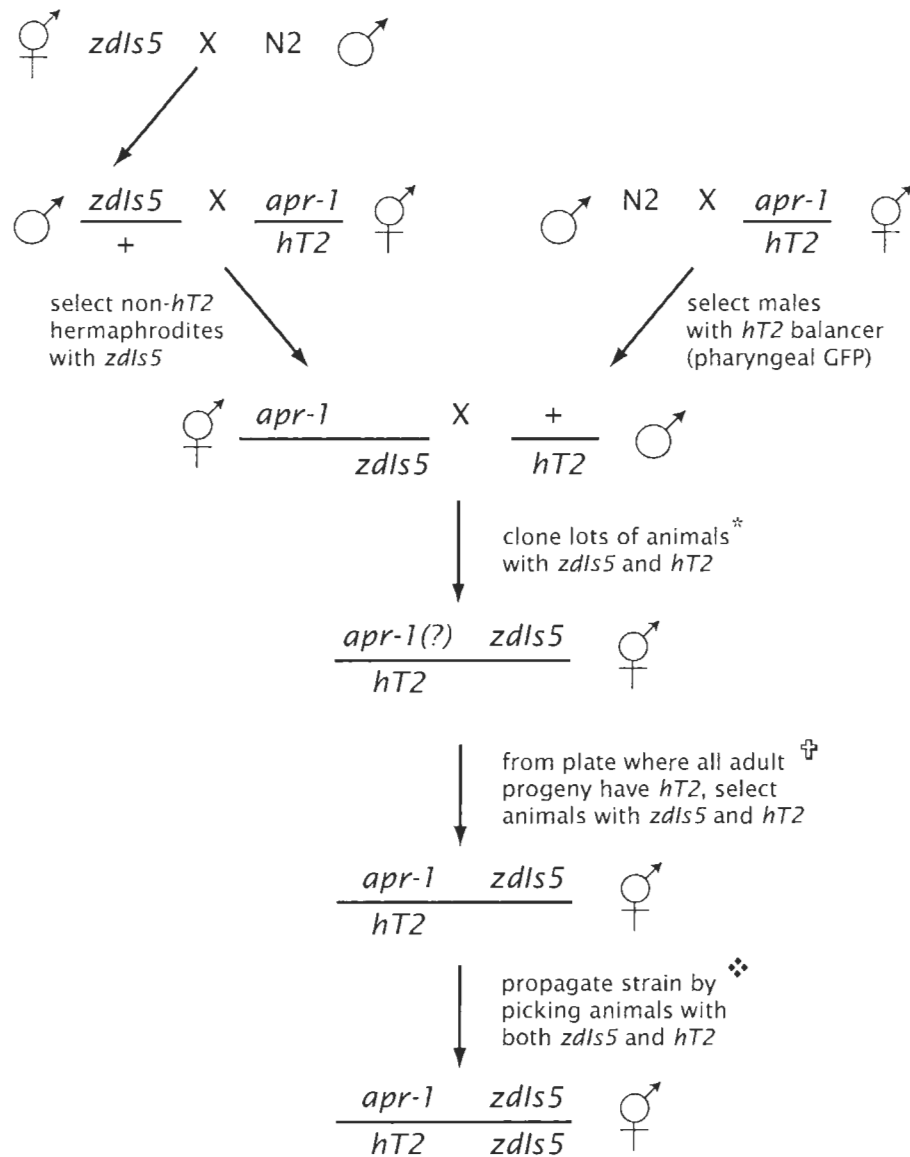 zdIs5 X N2
zdIs5 X apr-1
+ hT2
N2 X apr-1
hT2
select non-hT2
hermaphrodites
with zdIs5
select males
with hT2 balancer
(pharyngeal GFP)
apr-1 X +
zdIs5 hT2
clone lots of animals*
with zdIs5 and hT2
apr-1(?) zdIs5
hT2
from plate where all adult ✞
progeny have hT2, select
animals with zdIs5 and hT2
apr-1 zdIs5
hT2
propagate strain by ❖
picking animals with
both zdIs5 and hT2
apr-1 zdIs5
hT2 zdIs5